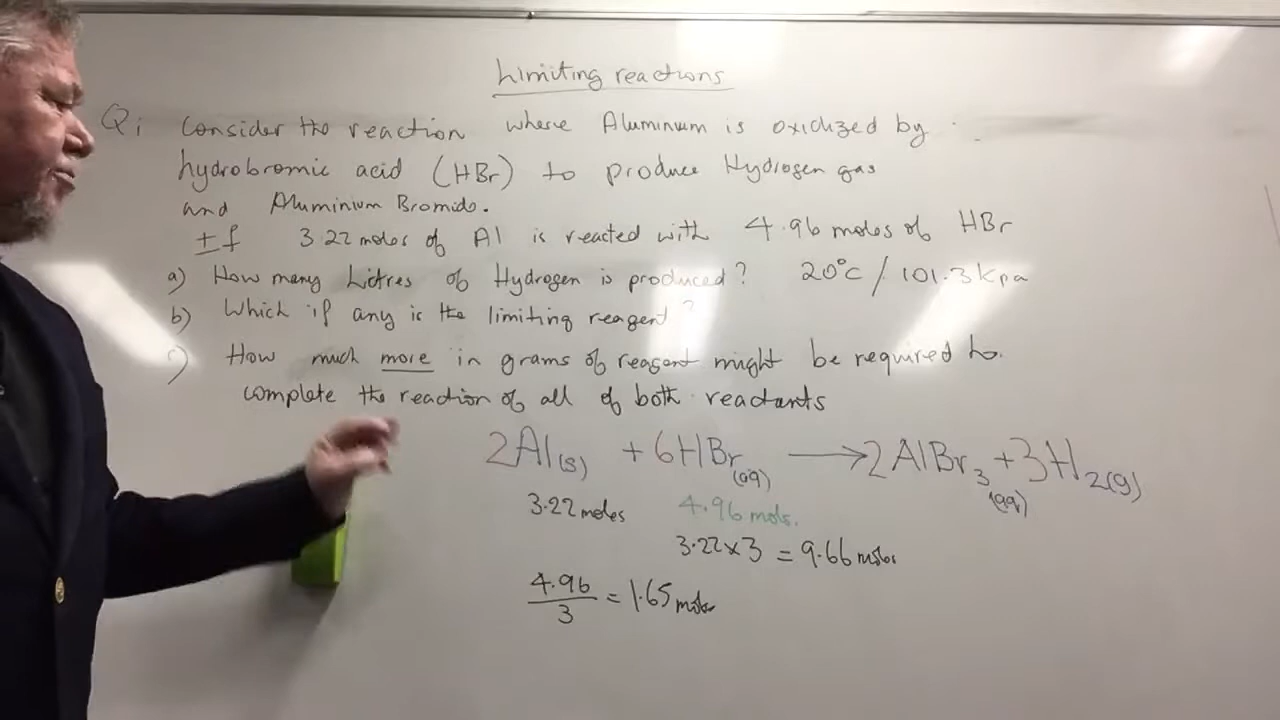 Limiting reactions
Q, Consider the reaction where Aluminum is oxidized by
hydrobromic acid (HBr) to produce Hydrogen gas
and Aluminium Bromide.
If 3.22 moles of Al is reacted with 4.96 moles of HBr
a) How many Litres of Hydrogen is produced? 20°C / 101.3 kpa
b) Which if any is the limiting reagent?
c) How much more in grams of reagent might be required to
complete the reaction of all of both reactants
2Al(s) + 6HBr(aq) → 2AlBr3(aq) + 3H2(g)
3.22 moles 4.96 mols.
3.22 x 3 = 9.66 moles
4.96/3 = 1.65 moles